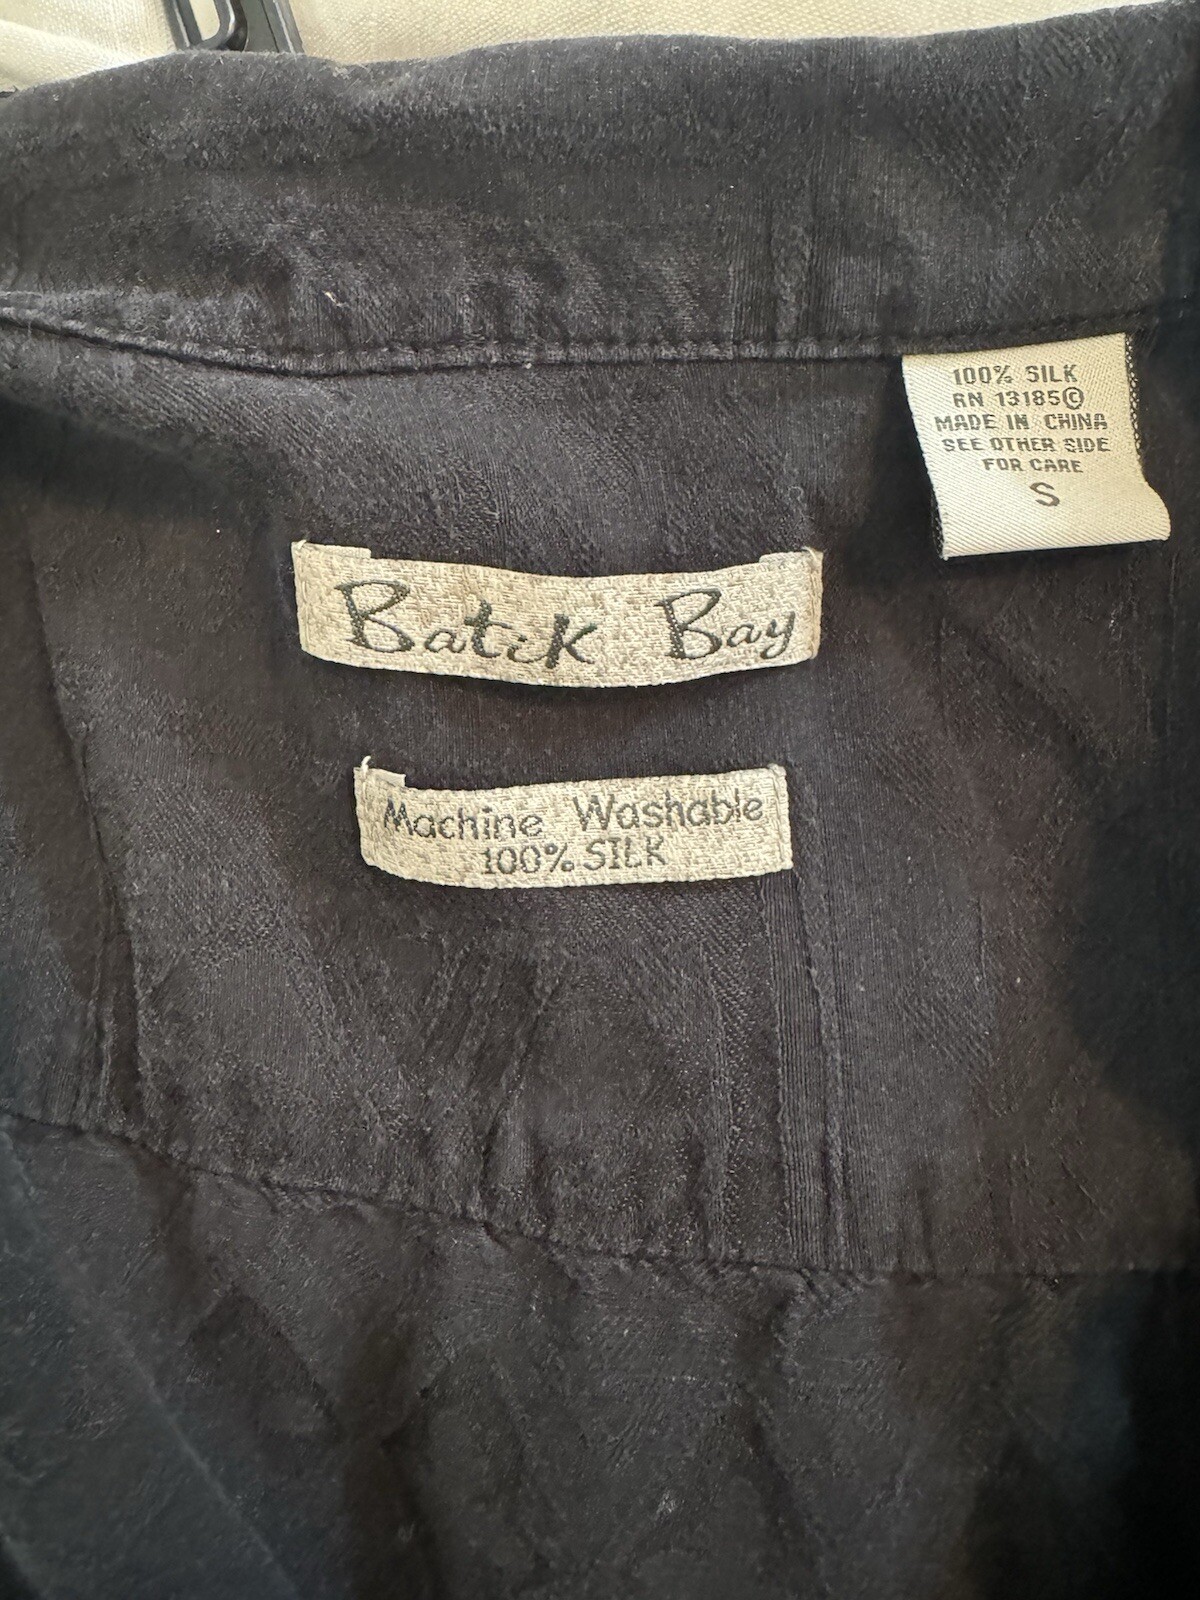 100% SILK
RN 13185©
MADE IN CHINA
SEE OTHER SIDE
FOR CARE
S
Batik Bay
Machine Washable
100% SILK